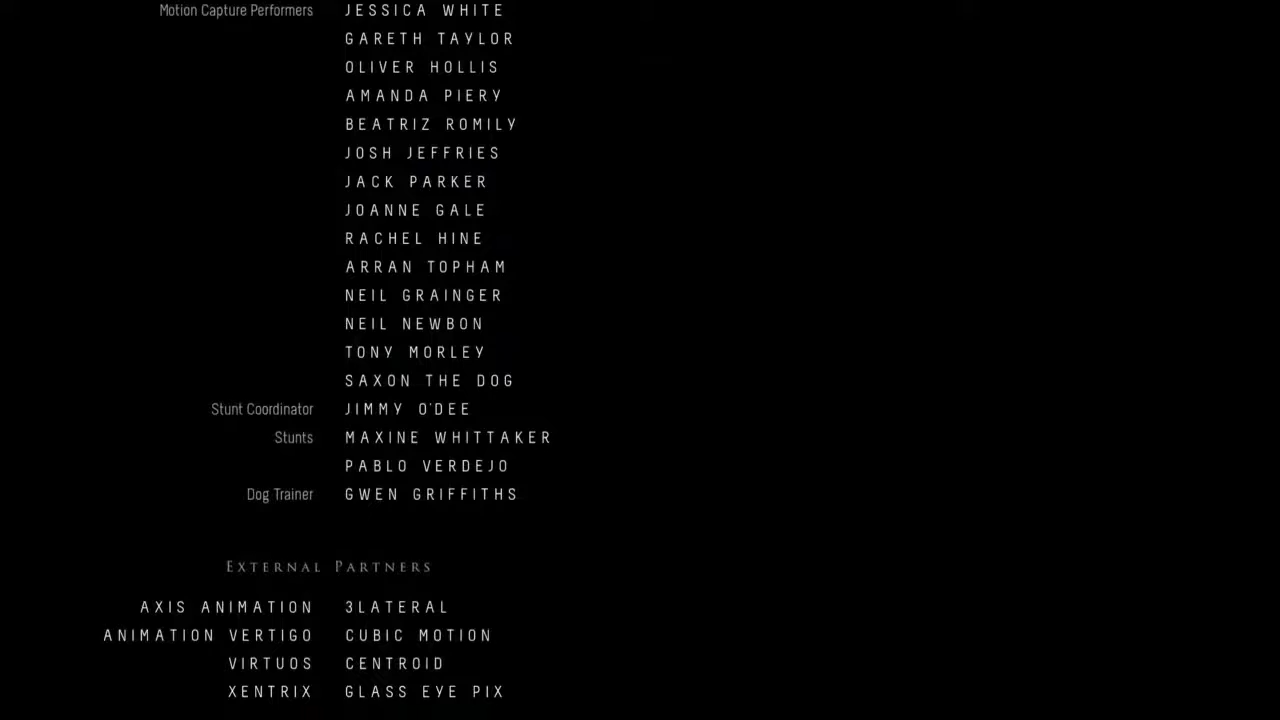 Motion Capture Performers JESSICA WHITE
GARETH TAYLOR
OLIVER HOLLIS
AMANDA PIERY
BEATRIZ ROMILY
JOSH JEFFRIES
JACK PARKER
JOANNE GALE
RACHEL HINE
ARRAN TOPHAM
NEIL GRAINGER
NEIL NEWBON
TONY MORLEY
SAXON THE DOG
Stunt Coordinator JIMMY O'DEE
Stunts MAXINE WHITTAKER
PABLO VERDEJO
Dog Trainer GWEN GRIFFITHS
EXTERNAL PARTNERS
AXIS ANIMATION 3LATERAL
ANIMATION VERTIGO CUBIC MOTION
VIRTUOS CENTROID
XENTRIX GLASS EYE PIX